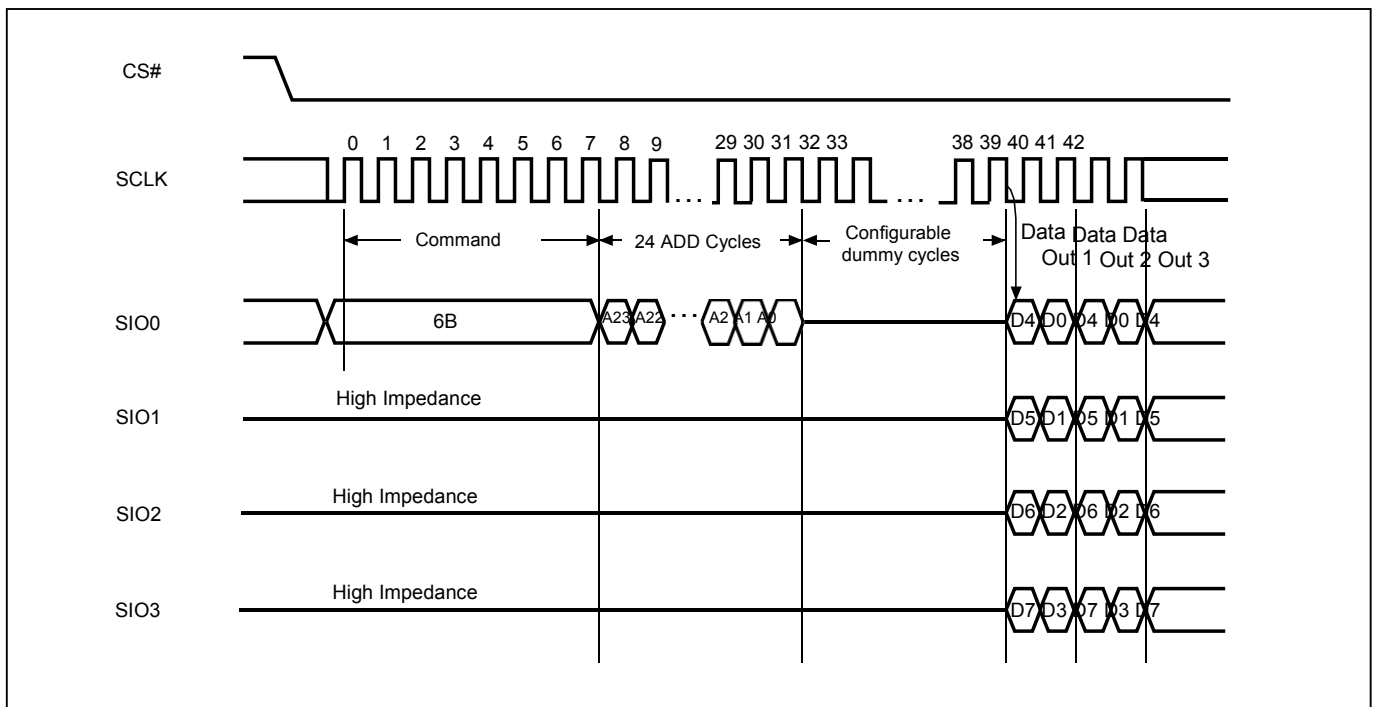 CS#
0 1 2 3 4 5 6 7 8 9 29 30 31 32 33 38 39 40 41 42
SCLK
. . . . . .
Command 24 ADD Cycles Configurable dummy cycles Data Out 1 Data Out 2 Data Out 3
SIO0 6B A23 A22 . . . A2 A1 A0 D4 D0 D4 D0 D4
High Impedance
SIO1 D5 D1 D5 D1 D5
High Impedance
SIO2 D6 D2 D6 D2 D6
High Impedance
SIO3 D7 D3 D7 D3 D7